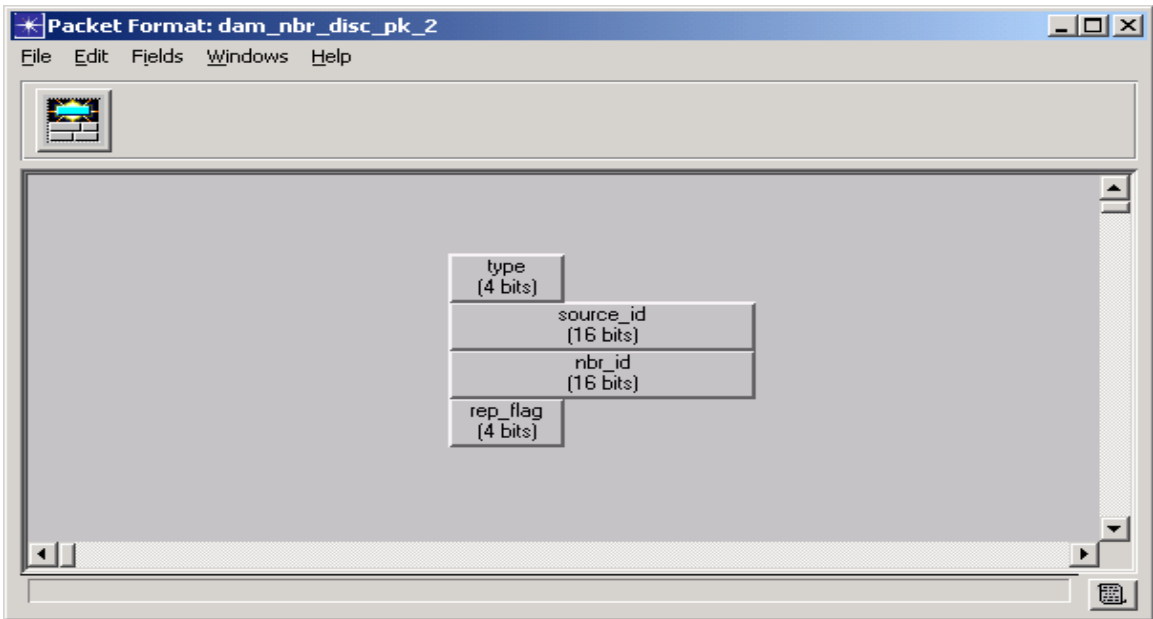 Packet Format: dam_nbr_disc_pk_2
File Edit Fields Windows Help
type
(4 bits)
source_id
(16 bits)
nbr_id
(16 bits)
rep_flag
(4 bits)